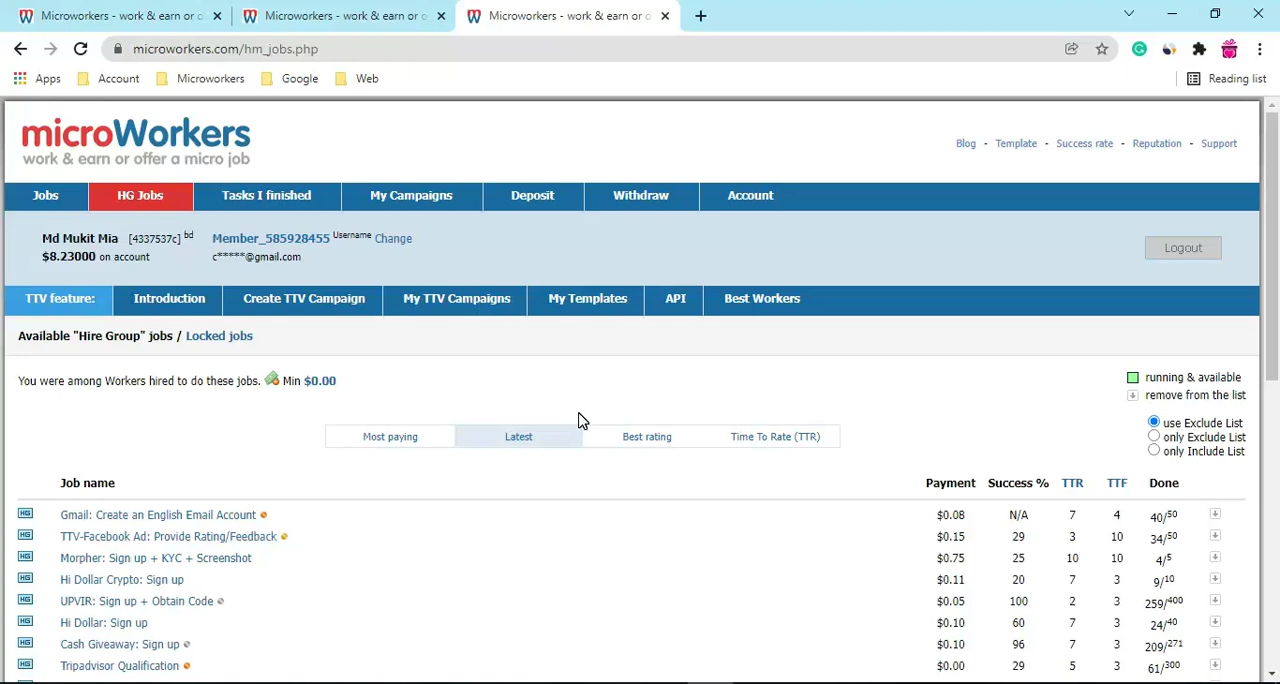 Microworkers - work & earn or o
Microworkers - work & earn or o
Microworkers - work & earn or o
microworkers.com/hm_jobs.php
Apps Account Microworkers Google Web Reading list
microWorkers
work & earn or offer a micro job
Blog - Template - Success rate - Reputation - Support
Jobs HG Jobs Tasks I finished My Campaigns Deposit Withdraw Account
Md Mukit Mia [4337537c] bd Member_585928455 Username Change
$8.23000 on account c*****@gmail.com
Logout
TTV feature: Introduction Create TTV Campaign My TTV Campaigns My Templates API Best Workers
Available "Hire Group" jobs / Locked jobs
You were among Workers hired to do these jobs. Min $0.00
running & available
remove from the list
use Exclude List
only Exclude List
only Include List
Most paying Latest Best rating Time To Rate (TTR)
Job name Payment Success % TTR TTF Done
HG Gmail: Create an English Email Account $0.08 N/A 7 4 40/50
HG TTV-Facebook Ad: Provide Rating/Feedback $0.15 29 3 10 34/50
HG Morpher: Sign up + KYC + Screenshot $0.75 25 10 10 4/5
HG Hi Dollar Crypto: Sign up $0.11 20 7 3 9/10
HG UPVIR: Sign up + Obtain Code $0.05 100 2 3 259/400
HG Hi Dollar: Sign up $0.10 60 7 3 24/40
HG Cash Giveaway: Sign up $0.10 96 7 3 209/271
HG Tripadvisor Qualification $0.00 29 5 3 61/300